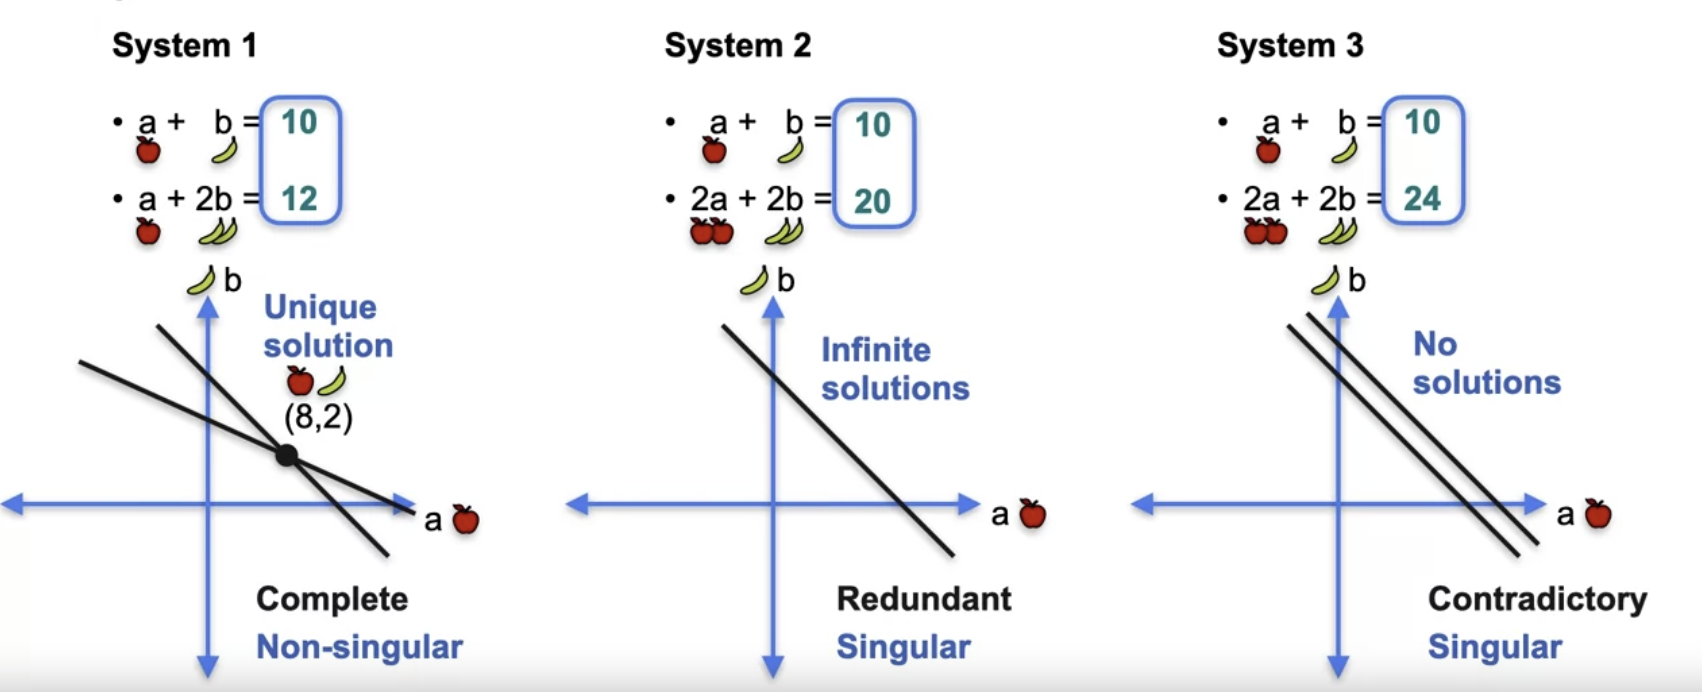 System 1
• a + b = 10
• a + 2b = 12
b
Unique
solution
(8,2)
a
Complete
Non-singular
System 2
• a + b = 10
• 2a + 2b = 20
b
Infinite
solutions
a
Redundant
Singular
System 3
• a + b = 10
• 2a + 2b = 24
b
No
solutions
a
Contradictory
Singular